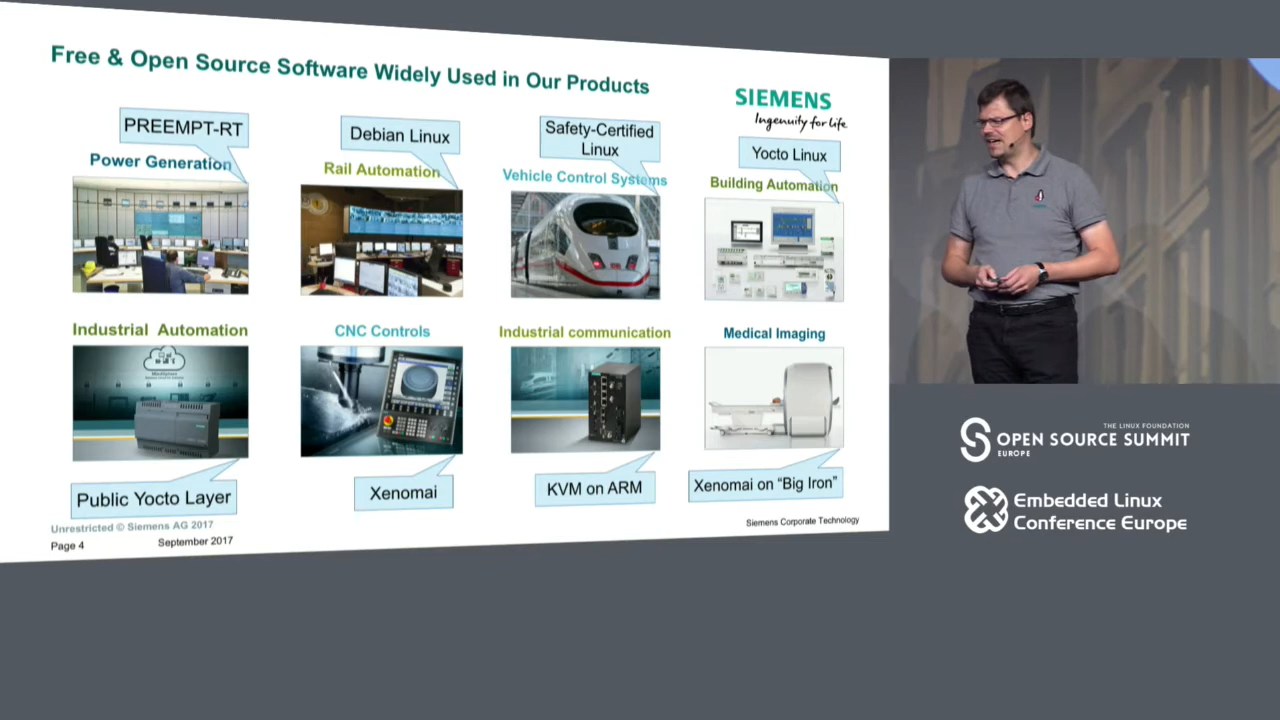 Free & Open Source Software Widely Used in Our Products
SIEMENS
Ingenuity for life
PREEMPT-RT
Debian Linux
Safety-Certified
Linux
Yocto Linux
Power Generation
Rail Automation
Vehicle Control Systems
Building Automation
Industrial Automation
CNC Controls
Industrial communication
Medical Imaging
Public Yocto Layer
Xenomai
KVM on ARM
Xenomai on “Big Iron”
Unrestricted © Siemens AG 2017
Page 4
September 2017
Siemens Corporate Technology
THE LINUX FOUNDATION
OPEN SOURCE SUMMIT
EUROPE
Embedded Linux
Conference Europe